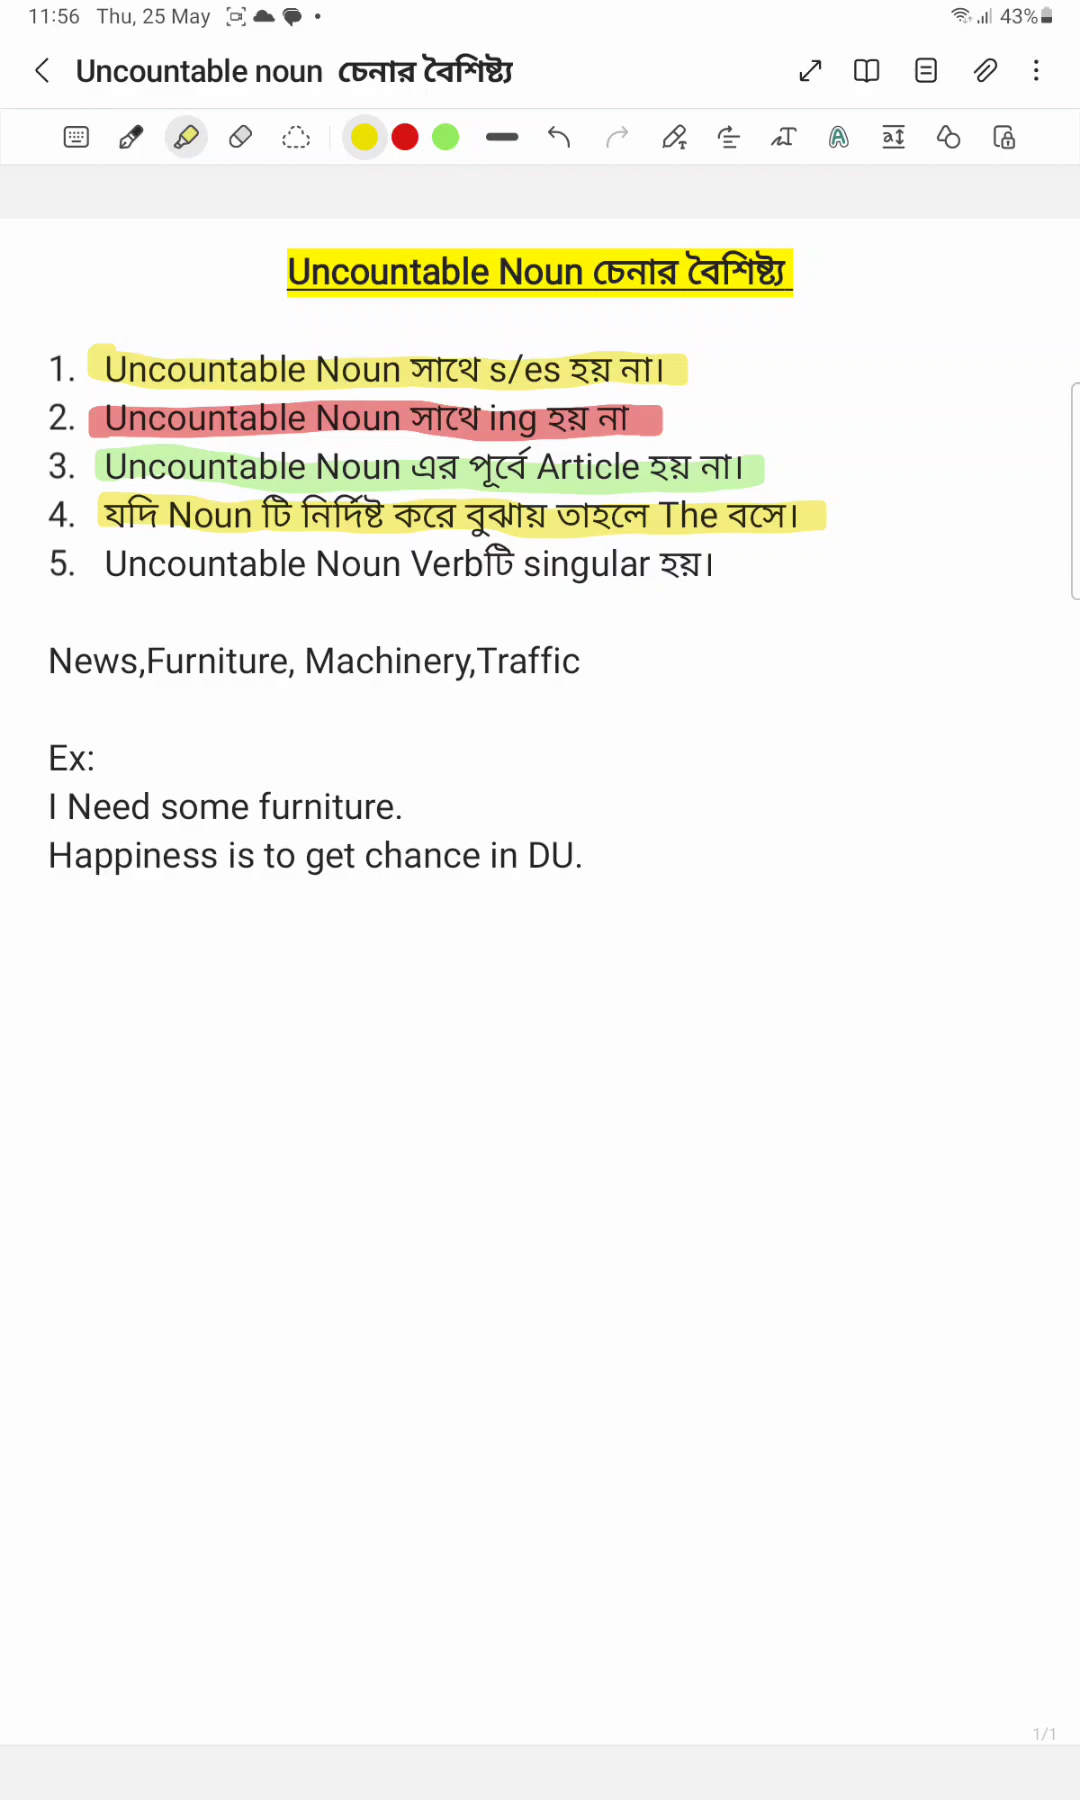 11:56 Thu, 25 May 43%
Uncountable noun চেনার বৈশিষ্ট্য
Uncountable Noun চেনার বৈশিষ্ট্য
1. Uncountable Noun সাথে s/es হয় না।
2. Uncountable Noun সাথে ing হয় না
3. Uncountable Noun এর পূর্বে Article হয় না।
4. যদি Noun টি নির্দিষ্ট করে বুঝায় তাহলে The বসে।
5. Uncountable Noun Verbটি singular হয়।
News,Furniture, Machinery,Traffic
Ex:
I Need some furniture.
Happiness is to get chance in DU.
1/1